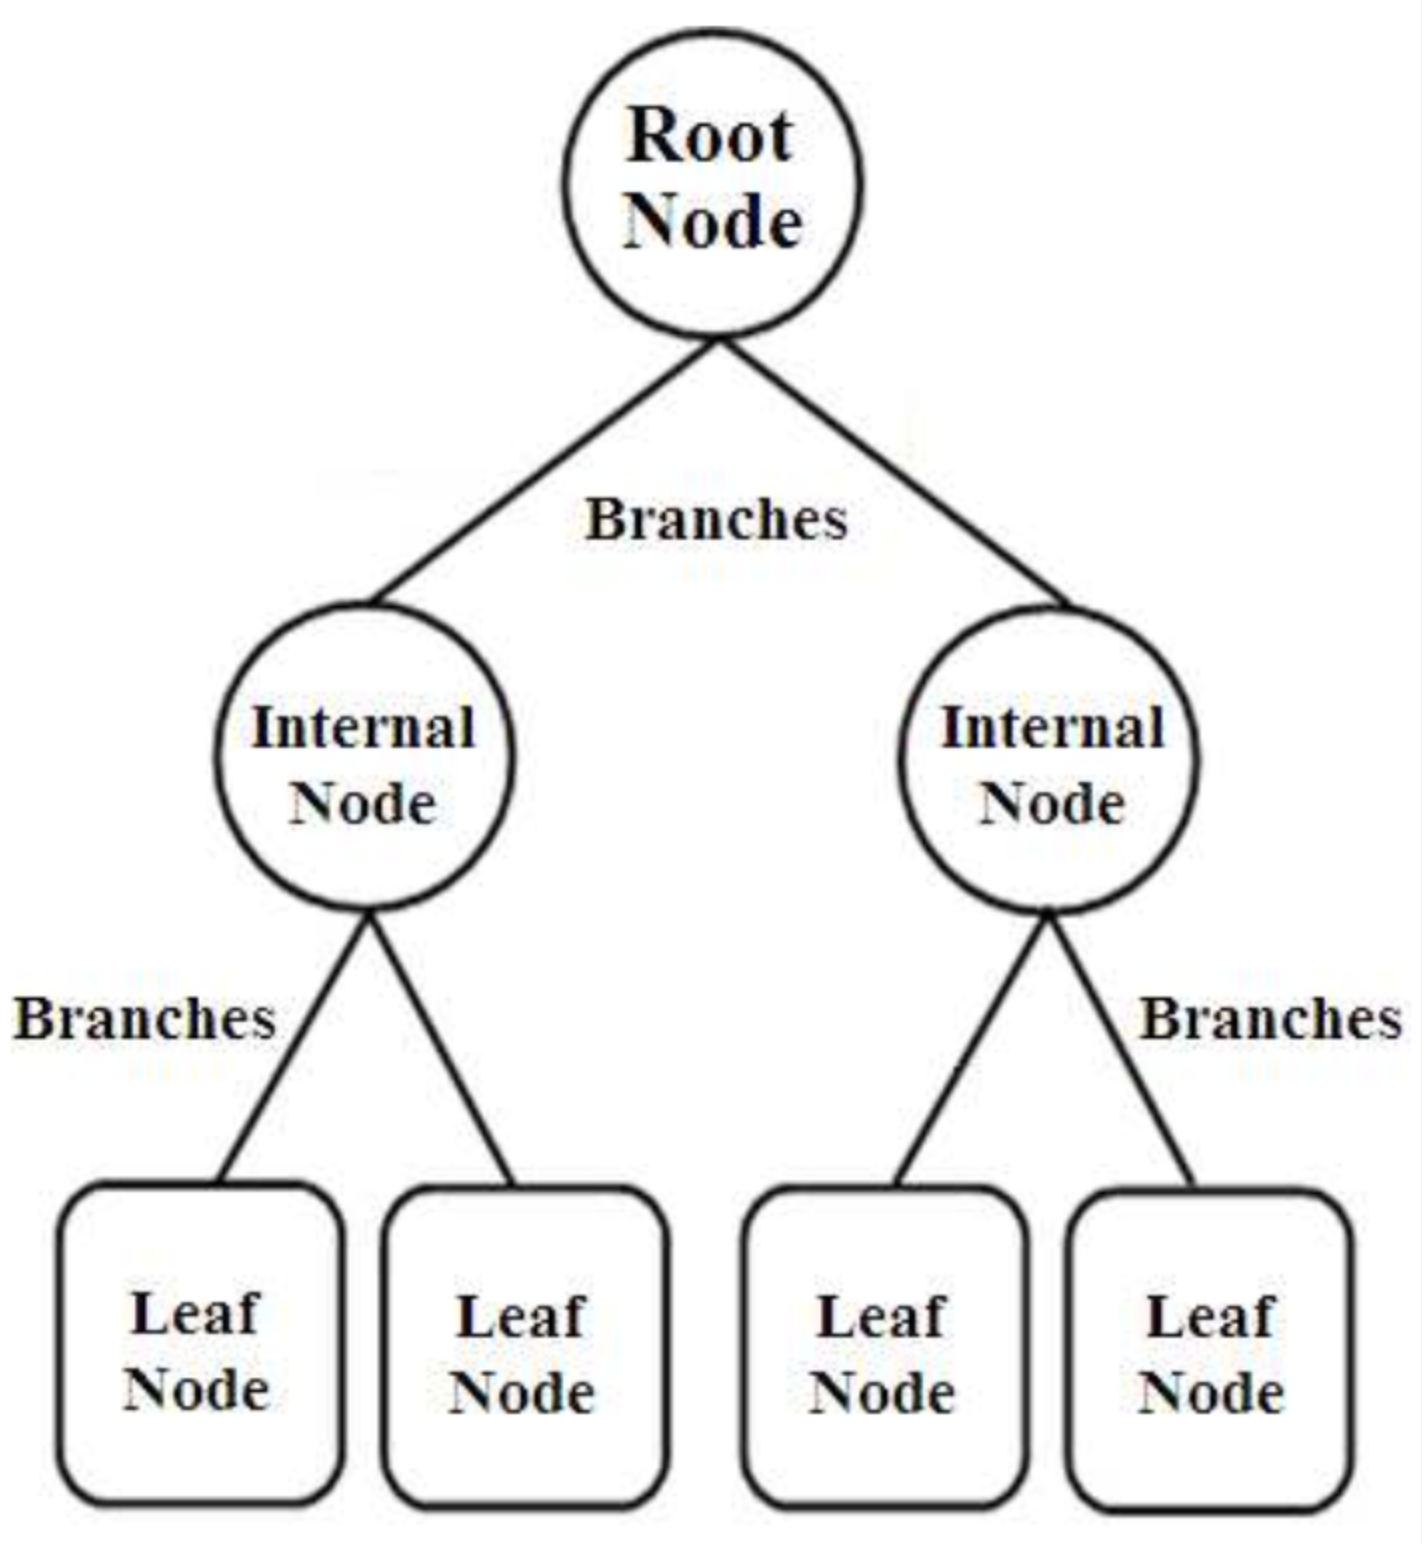 Root
Node
Branches
Internal
Node
Internal
Node
Branches
Branches
Leaf
Node
Leaf
Node
Leaf
Node
Leaf
Node